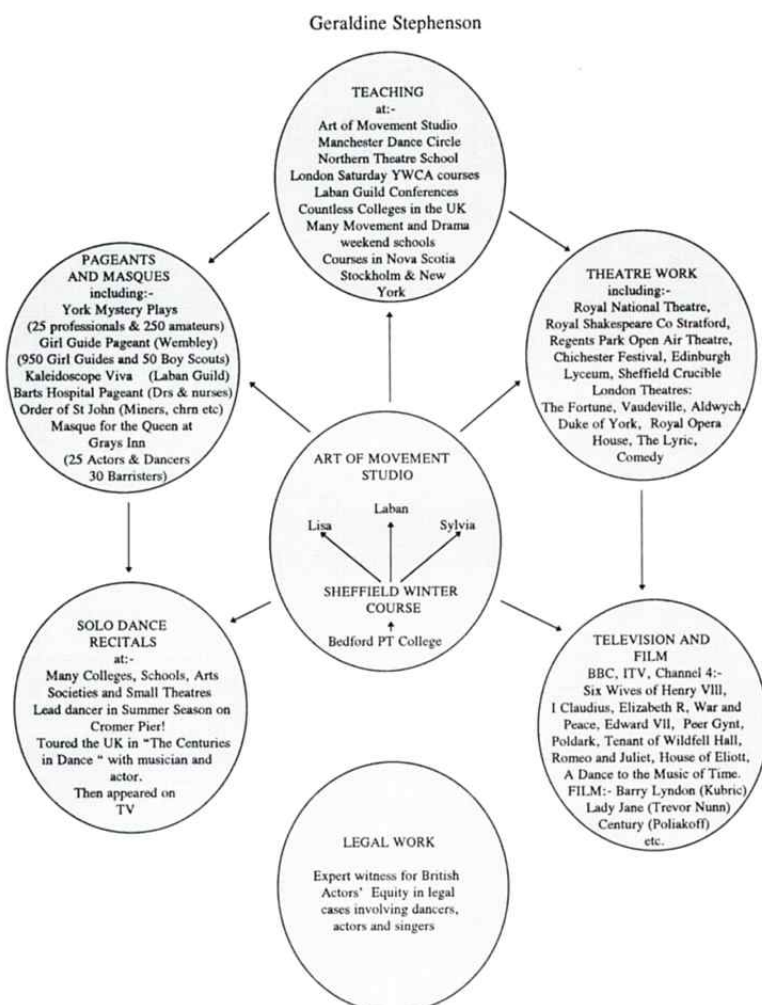 Geraldine Stephenson
TEACHING
at:-
Art of Movement Studio
Manchester Dance Circle
Northern Theatre School
London Saturday YWCA courses
Laban Guild Conferences
Countless Colleges in the UK
Many Movement and Drama
weekend schools
Courses in Nova Scotia
Stockholm & New
York
PAGEANTS
AND MASQUES
including:-
York Mystery Plays
(25 professionals & 250 amateurs)
Girl Guide Pageant (Wembley)
(950 Girl Guides and 50 Boy Scouts)
Kaleidoscope Viva (Laban Guild)
Barts Hospital Pageant (Drs & nurses)
Order of St John (Miners, chrn etc)
Masque for the Queen at
Grays Inn
(25 Actors & Dancers
30 Barristers)
THEATRE WORK
including:-
Royal National Theatre,
Royal Shakespeare Co Stratford,
Regents Park Open Air Theatre,
Chichester Festival, Edinburgh
Lyceum, Sheffield Crucible
London Theatres:
The Fortune, Vaudeville, Aldwych,
Duke of York, Royal Opera
House, The Lyric,
Comedy
ART OF MOVEMENT
STUDIO
Laban
Lisa Sylvia
SHEFFIELD WINTER
COURSE
Bedford PT College
SOLO DANCE
RECITALS
at:-
Many Colleges, Schools, Arts
Societies and Small Theatres
Lead dancer in Summer Season on
Cromer Pier!
Toured the UK in "The Centuries
in Dance " with musician and
actor.
Then appeared on
TV
TELEVISION AND
FILM
BBC, ITV, Channel 4:-
Six Wives of Henry VIII,
I Claudius, Elizabeth R, War and
Peace, Edward VII, Peer Gynt,
Poldark, Tenant of Wildfell Hall,
Romeo and Juliet, House of Eliott,
A Dance to the Music of Time.
FILM:- Barry Lyndon (Kubric)
Lady Jane (Trevor Nunn)
Century (Poliakoff)
etc.
LEGAL WORK
Expert witness for British
Actors' Equity in legal
cases involving dancers,
actors and singers